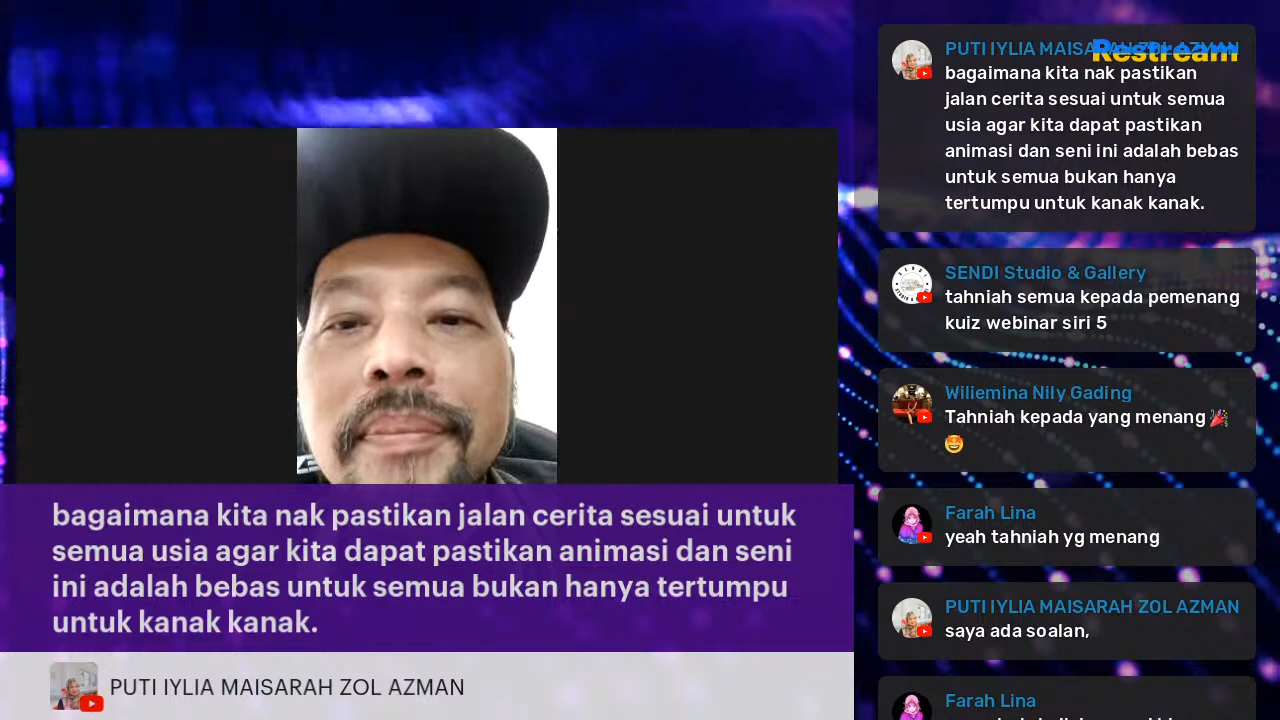 bagaimana kita nak pastikan jalan cerita sesuai untuk
semua usia agar kita dapat pastikan animasi dan seni
ini adalah bebas untuk semua bukan hanya tertumpu
untuk kanak kanak.
PUTI IYLIA MAISARAH ZOL AZMAN
Restream
PUTI IYLIA MAISARAH ZOL AZMAN
bagaimana kita nak pastikan
jalan cerita sesuai untuk semua
usia agar kita dapat pastikan
animasi dan seni ini adalah bebas
untuk semua bukan hanya
tertumpu untuk kanak kanak.
SENDI Studio & Gallery
tahniah semua kepada pemenang
kuiz webinar siri 5
Wiliemina Nily Gading
Tahniah kepada yang menang 🎉
🤩
Farah Lina
yeah tahniah yg menang
PUTI IYLIA MAISARAH ZOL AZMAN
saya ada soalan,
Farah Lina